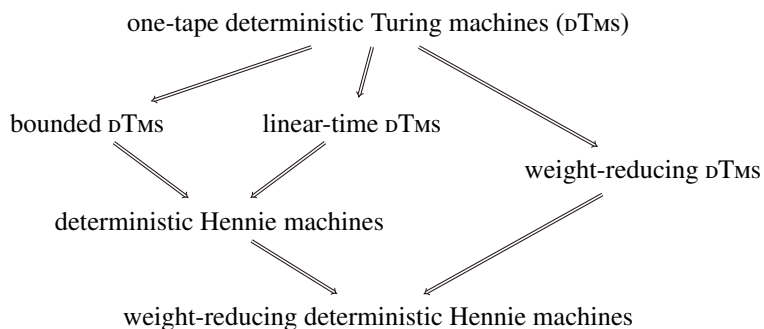 one-tape deterministic Turing machines (DTMs)
bounded DTMs
linear-time DTMs
weight-reducing DTMs
deterministic Hennie machines
weight-reducing deterministic Hennie machines